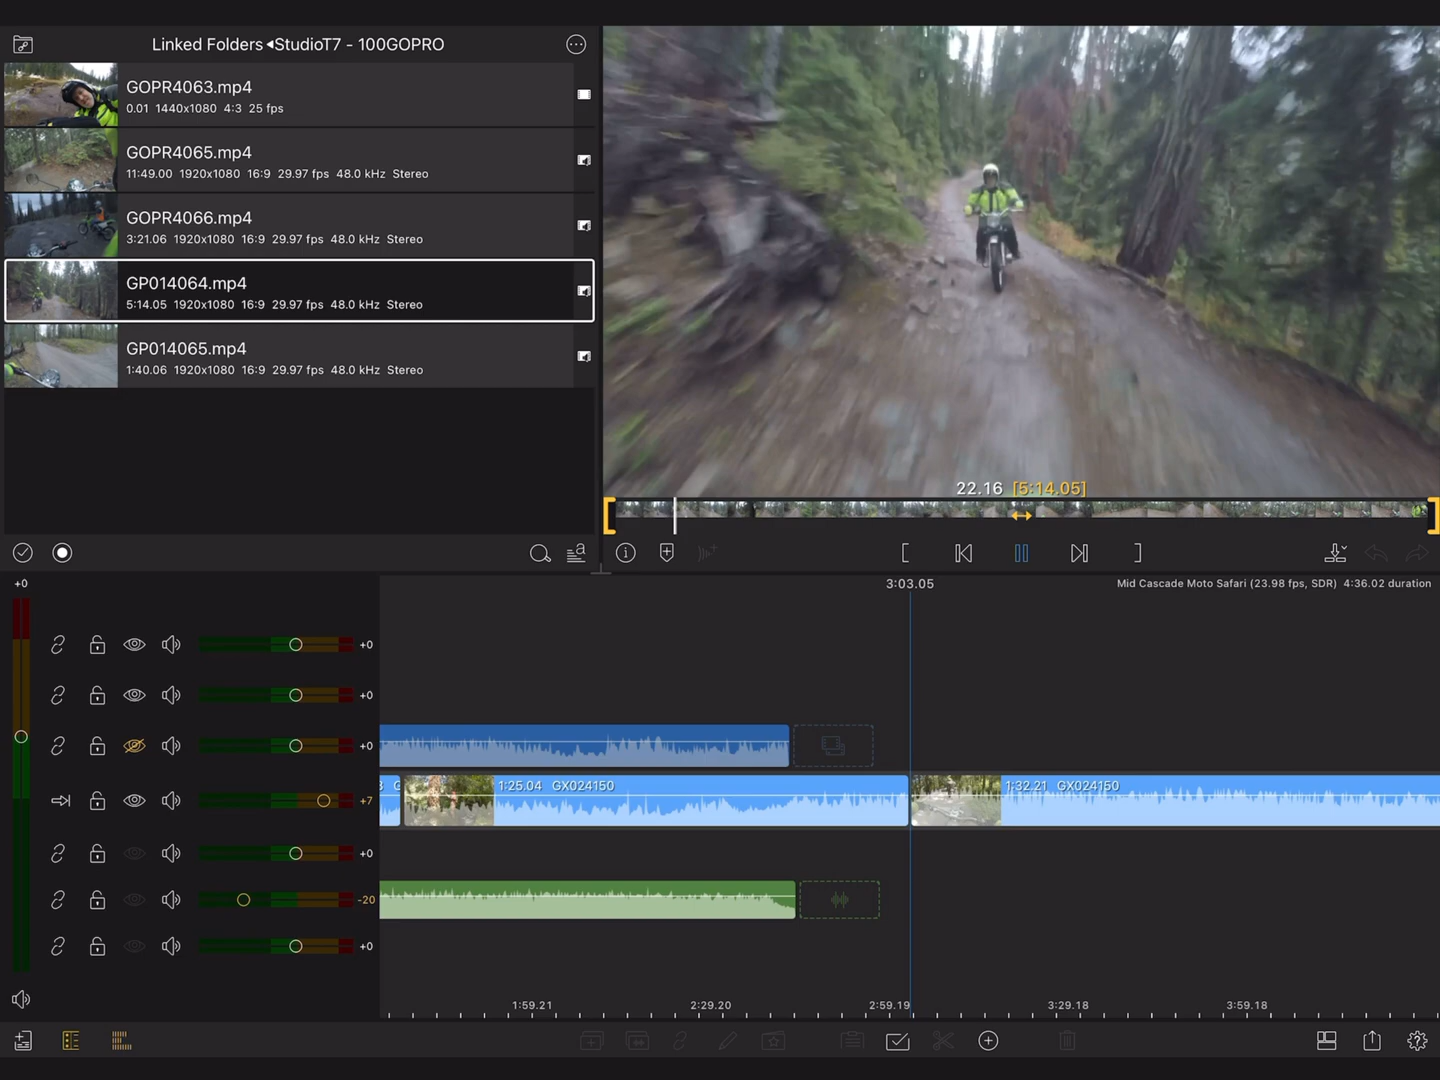 Linked Folders ◂StudioT7 - 100GOPRO
GOPR4063.mp4
0.01 1440x1080 4:3 25 fps
GOPR4065.mp4
11:49.00 1920x1080 16:9 29.97 fps 48.0 kHz Stereo
GOPR4066.mp4
3:21.06 1920x1080 16:9 29.97 fps 48.0 kHz Stereo
GP014064.mp4
5:14.05 1920x1080 16:9 29.97 fps 48.0 kHz Stereo
GP014065.mp4
1:40.06 1920x1080 16:9 29.97 fps 48.0 kHz Stereo
22.16 [5:14.05]
+0
3:03.05
Mid Cascade Moto Safari (23.98 fps, SDR) 4:36.02 duration
+0
+0
+0
+7
1:25.04 GX024150
1:32.21 GX024150
+0
-20
+0
1:59.21
2:29.20
2:59.19
3:29.18
3:59.18